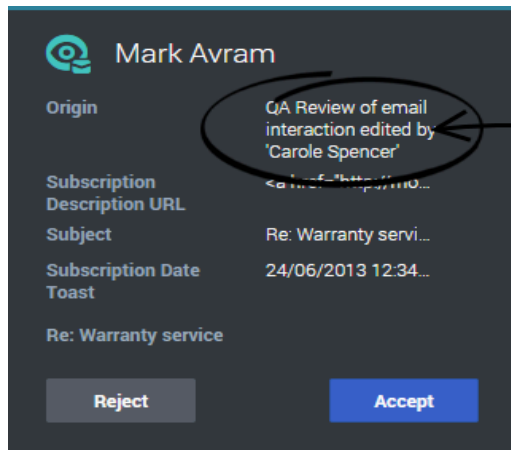 Mark Avram
Origin
QA Review of email
interaction edited by
'Carole Spencer'
Subscription
Description URL
<a href="http://mo...
Subject
Re: Warranty servi...
Subscription Date
Toast
24/06/2013 12:34...
Re: Warranty service
Reject
Accept